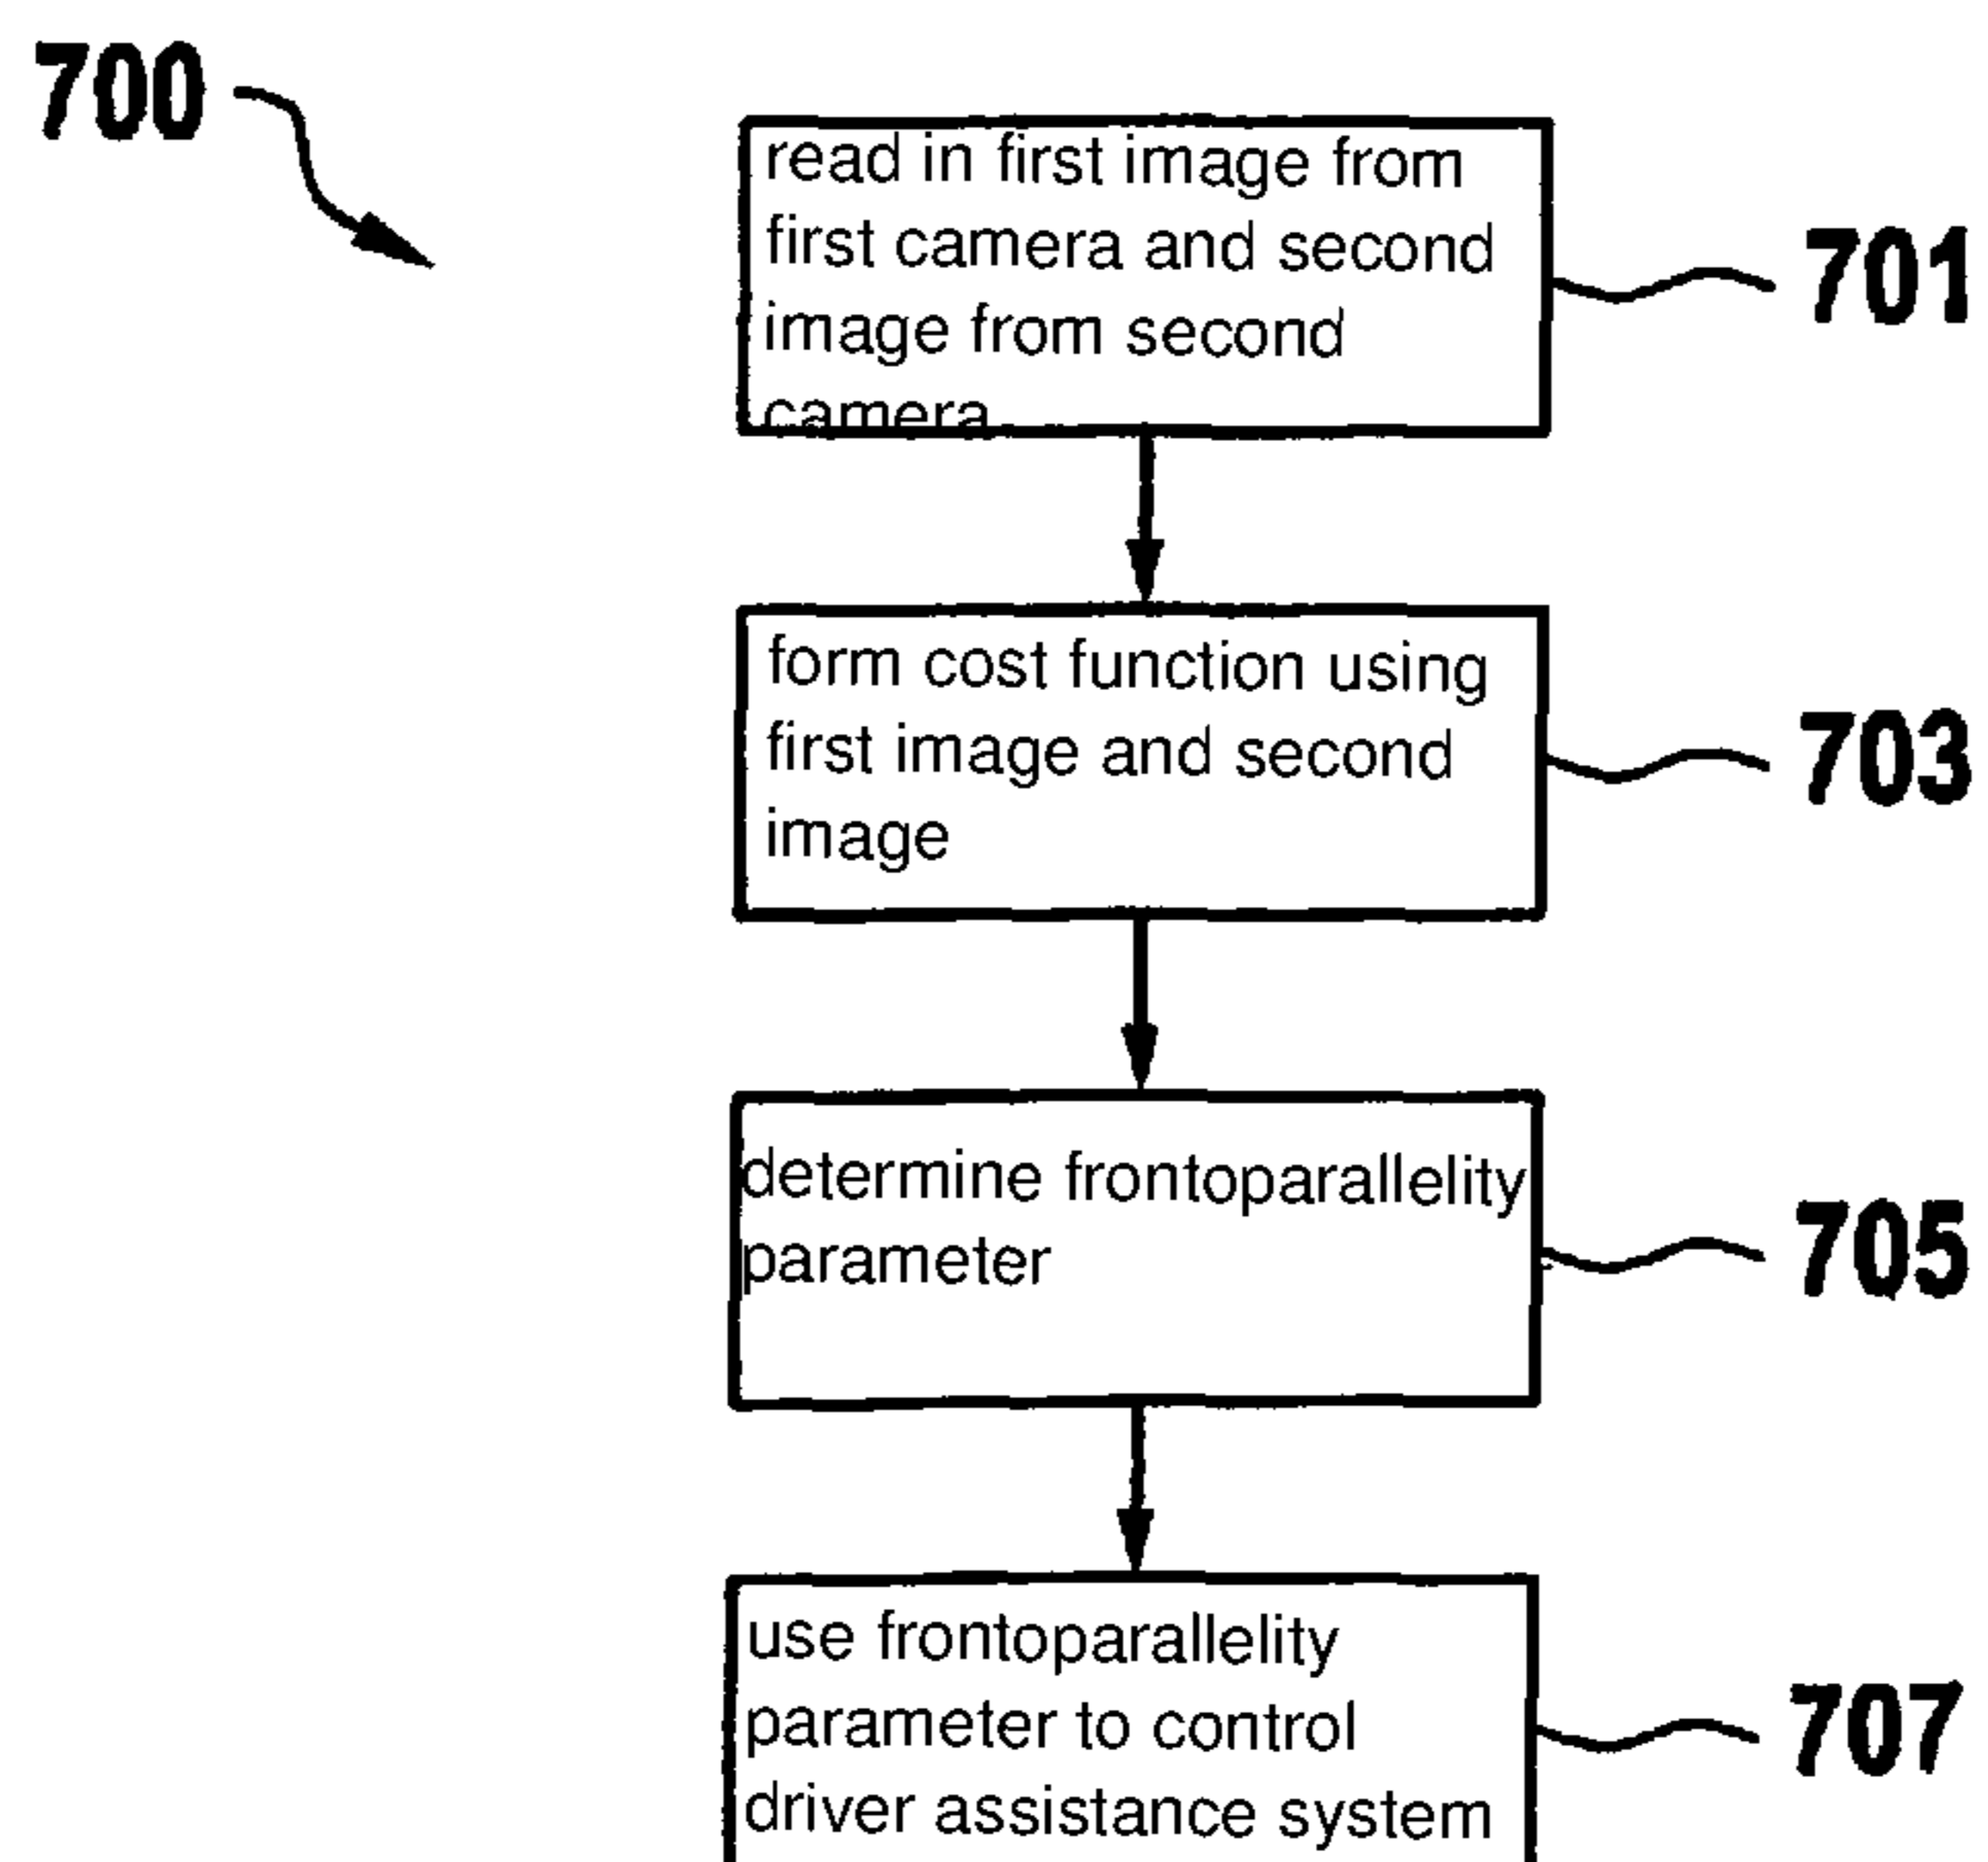 700
read in first image from
first camera and second
image from second
camera
701
form cost function using
first image and second
image
703
determine frontoparallelity
parameter
705
use frontoparallelity
parameter to control
driver assistance system
707